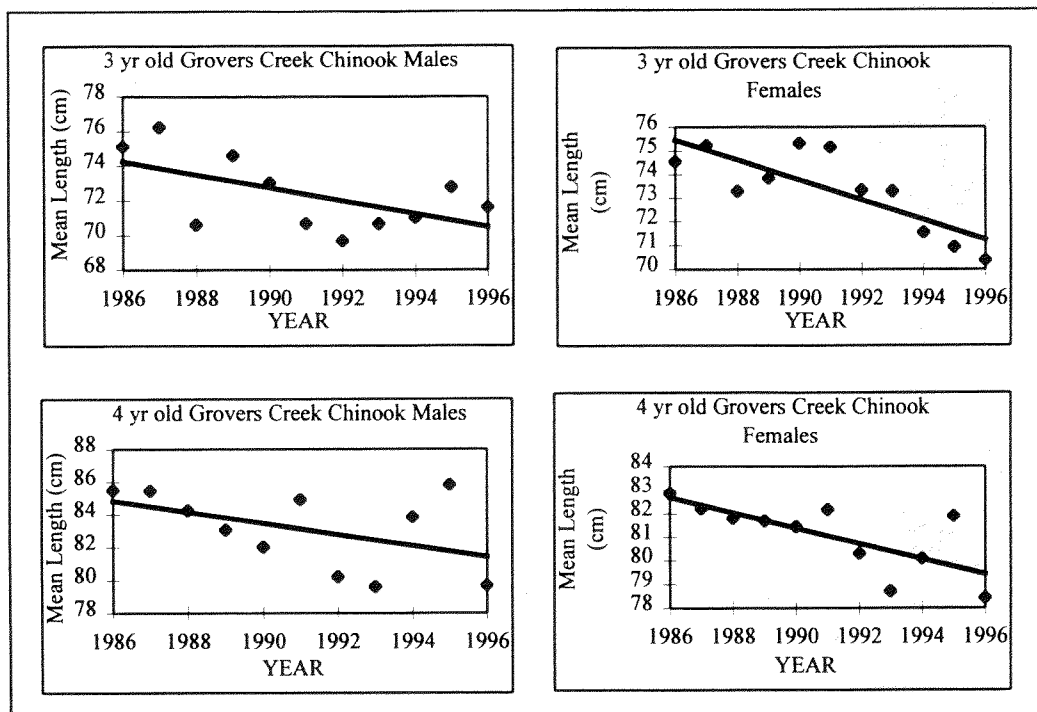 3 yr old Grovers Creek Chinook Males
Mean Length (cm)
78
76
74
72
70
68
1986 1988 1990 1992 1994 1996
YEAR
3 yr old Grovers Creek Chinook
Females
Mean Length
(cm)
76
75
74
73
72
71
70
1986 1988 1990 1992 1994 1996
YEAR
4 yr old Grovers Creek Chinook Males
Mean Length (cm)
88
86
84
82
80
78
1986 1988 1990 1992 1994 1996
YEAR
4 yr old Grovers Creek Chinook
Females
Mean Length
(cm)
84
83
82
81
80
79
78
1986 1988 1990 1992 1994 1996
YEAR